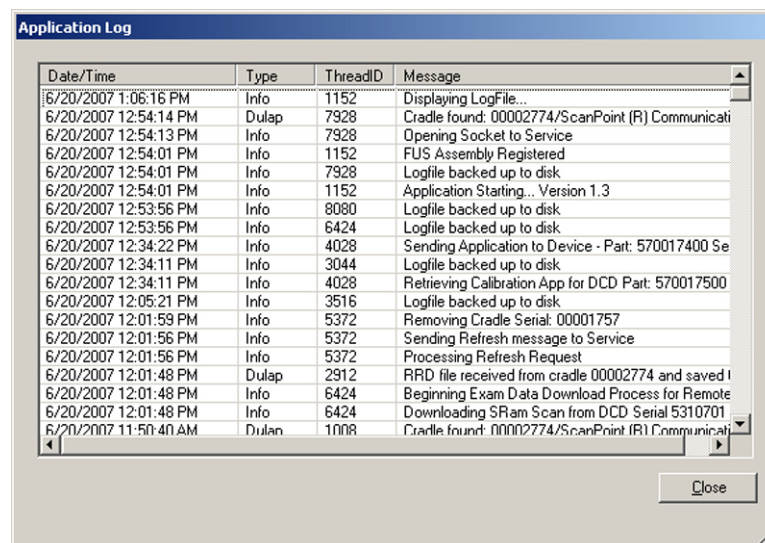 Application Log
Date/Time Type ThreadID Message
6/20/2007 1:06:16 PM Info 1152 Displaying LogFile...
6/20/2007 12:54:14 PM Dulap 7928 Cradle found: 00002774/ScanPoint (R) Communicati
6/20/2007 12:54:13 PM Info 7928 Opening Socket to Service
6/20/2007 12:54:01 PM Info 1152 FUS Assembly Registered
6/20/2007 12:54:01 PM Info 7928 Logfile backed up to disk
6/20/2007 12:54:01 PM Info 1152 Application Starting... Version 1.3
6/20/2007 12:53:56 PM Info 8080 Logfile backed up to disk
6/20/2007 12:53:56 PM Info 6424 Logfile backed up to disk
6/20/2007 12:34:22 PM Info 4028 Sending Application to Device - Part: 570017400 Se
6/20/2007 12:34:11 PM Info 3044 Logfile backed up to disk
6/20/2007 12:34:11 PM Info 4028 Retrieving Calibration App for DCD Part: 570017500
6/20/2007 12:05:21 PM Info 3516 Logfile backed up to disk
6/20/2007 12:01:59 PM Info 5372 Removing Cradle Serial: 00001757
6/20/2007 12:01:56 PM Info 5372 Sending Refresh message to Service
6/20/2007 12:01:56 PM Info 5372 Processing Refresh Request
6/20/2007 12:01:48 PM Dulap 2912 RRD file received from cradle 00002774 and saved
6/20/2007 12:01:48 PM Info 6424 Beginning Exam Data Download Process for Remote
6/20/2007 12:01:48 PM Info 6424 Downloading SRam Scan from DCD Serial 5310701
6/20/2007 11:50:40 AM Dulap 1008 Cradle found: 00002774/ScanPoint (R) Communicati
Close